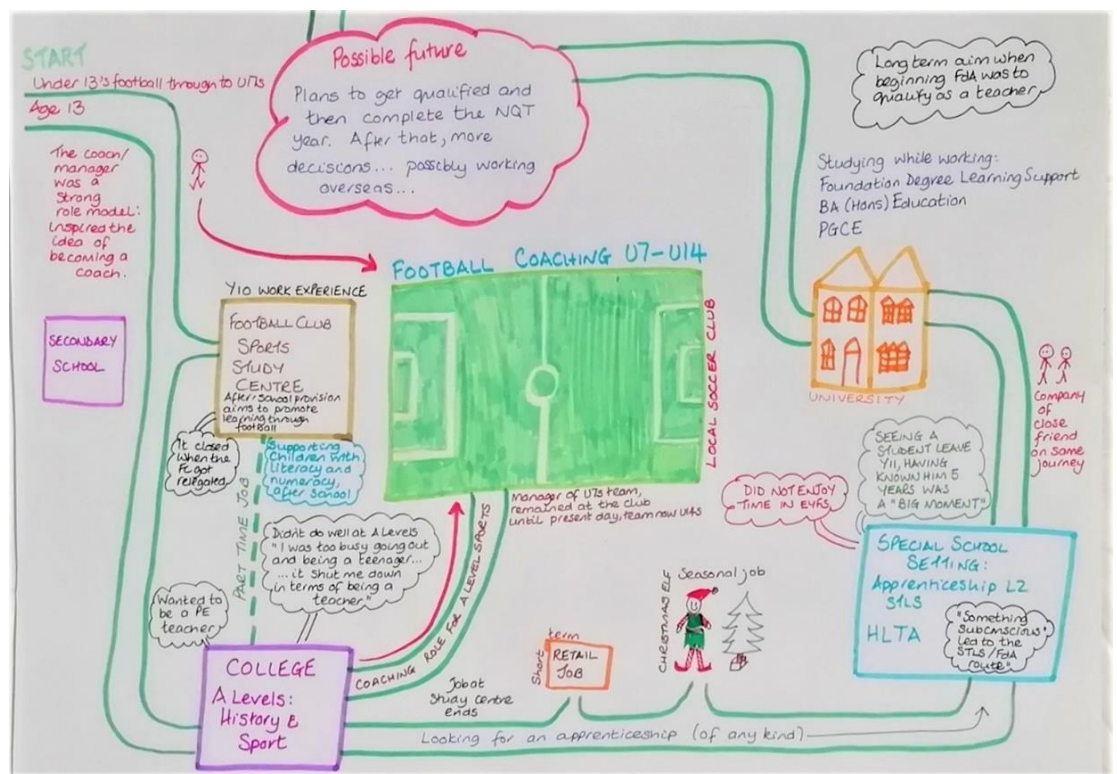 START
Under 13's football through to U17s
Age 13
The coach/
manager
was a
strong
role model:
inspired the
idea of
becoming a
coach.
Possible future
Plans to get qualified and
then complete the NQT
year. After that, more
decisions... possibly working
overseas...
Long term aim when
beginning FdA was to
qualify as a teacher
Studying while working:
Foundation Degree Learning Support
BA (Hons) Education
PGCE
UNIVERSITY
Company
of
close
friend
on same
journey
FOOTBALL COACHING U7-U14
LOCAL SOCCER CLUB
Y10 WORK EXPERIENCE
FOOTBALL CLUB
SPORTS
STUDY
CENTRE
After-school provision
aims to promote
learning through
football
SECONDARY
SCHOOL
It closed
when the
FC got
relegated
Supporting
children with
literacy and
numeracy,
after school
PART TIME JOB
Manager of U7s team,
remained at the club
until present day, team now U14s
Didn't do well at A Levels
"I was too busy going out
and being a teenager...
...it shut me down
in terms of being a
teacher"
Wanted to
be a PE
teacher
COLLEGE
A Levels:
History &
Sport
COACHING ROLE FOR A LEVEL SPORTS
Job at
study centre
ends
Short term
RETAIL
JOB
CHRISTMAS ELF
Seasonal job
Looking for an apprenticeship (of any kind)
DID NOT ENJOY
TIME IN EYFS
SEEING A
STUDENT LEAVE
Y11, HAVING
KNOWN HIM 5
YEARS WAS
A "BIG MOMENT"
SPECIAL SCHOOL
SETTING:
Apprenticeship L2
STLS
HLTA
"Something
subconscious"
led to the
STLS/FdA
route"